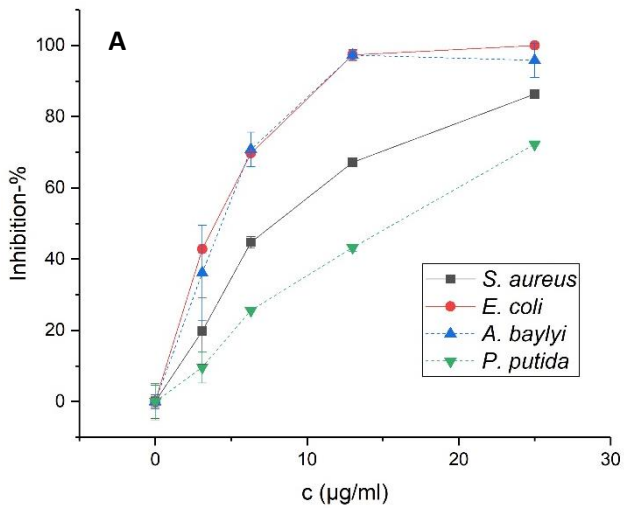 A
100
80
60
40
20
0
Inhibition-%
S. aureus
E. coli
A. baylyi
P. putida
0
10
20
30
c (µg/ml)